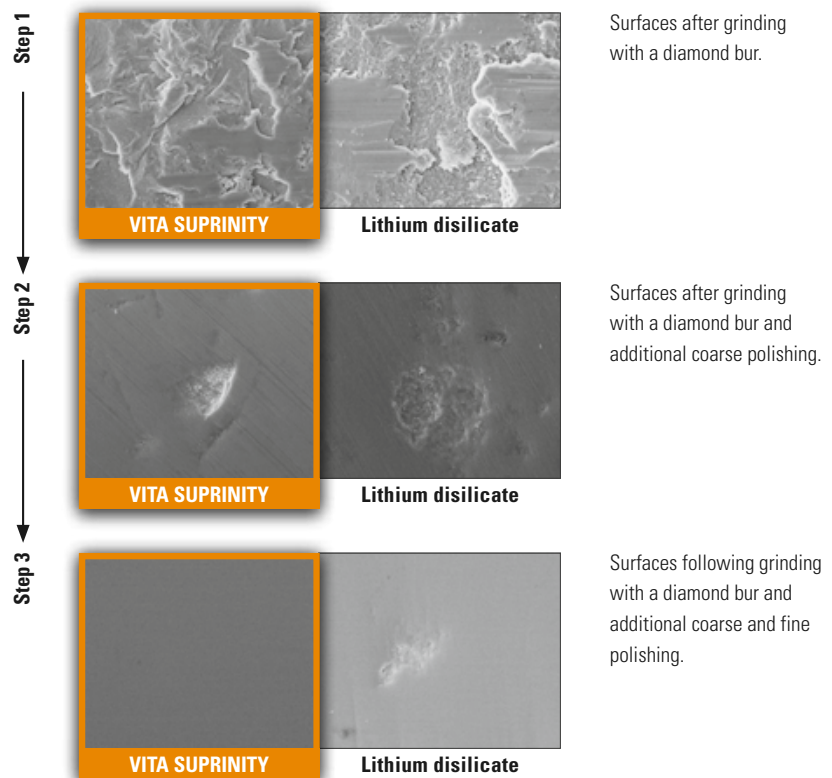 Step 1
Surfaces after grinding
with a diamond bur.
VITA SUPRINITY
Lithium disilicate
Step 2
Surfaces after grinding
with a diamond bur and
additional coarse polishing.
VITA SUPRINITY
Lithium disilicate
Step 3
Surfaces following grinding
with a diamond bur and
additional coarse and fine
polishing.
VITA SUPRINITY
Lithium disilicate